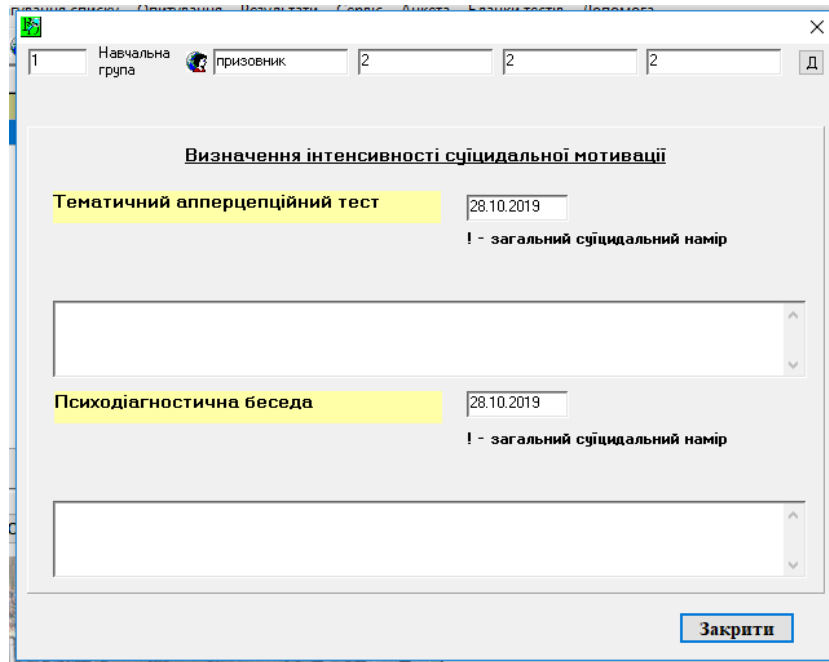 1
Навчальна
група
призовник
2
2
2
Д
Визначення інтенсивності суїцидальної мотивації
Тематичний апперцепційний тест
28.10.2019
! - загальний суїцидальний намір
Психодіагностична беседа
28.10.2019
! - загальний суїцидальний намір
Закрити